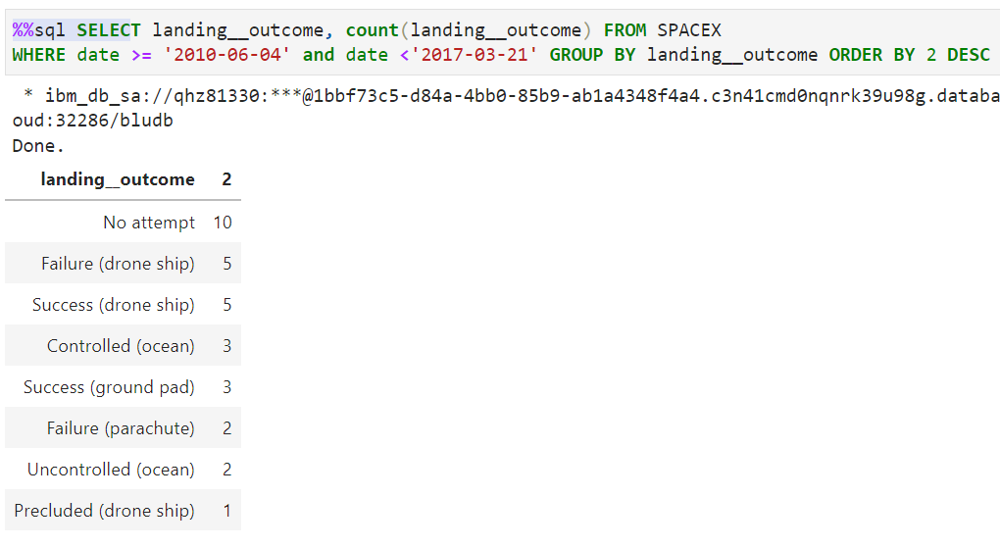 %%sql SELECT landing__outcome, count(landing__outcome) FROM SPACEX
WHERE date >= '2010-06-04' and date <'2017-03-21' GROUP BY landing__outcome ORDER BY 2 DESC
* ibm_db_sa://qhz81330:***@1bbf73c5-d84a-4bb0-85b9-ab1a4348f4a4.c3n41cmd0nqnrk39u98g.databa
oud:32286/bludb
Done.
landing__outcome 2
No attempt 10
Failure (drone ship) 5
Success (drone ship) 5
Controlled (ocean) 3
Success (ground pad) 3
Failure (parachute) 2
Uncontrolled (ocean) 2
Precluded (drone ship) 1